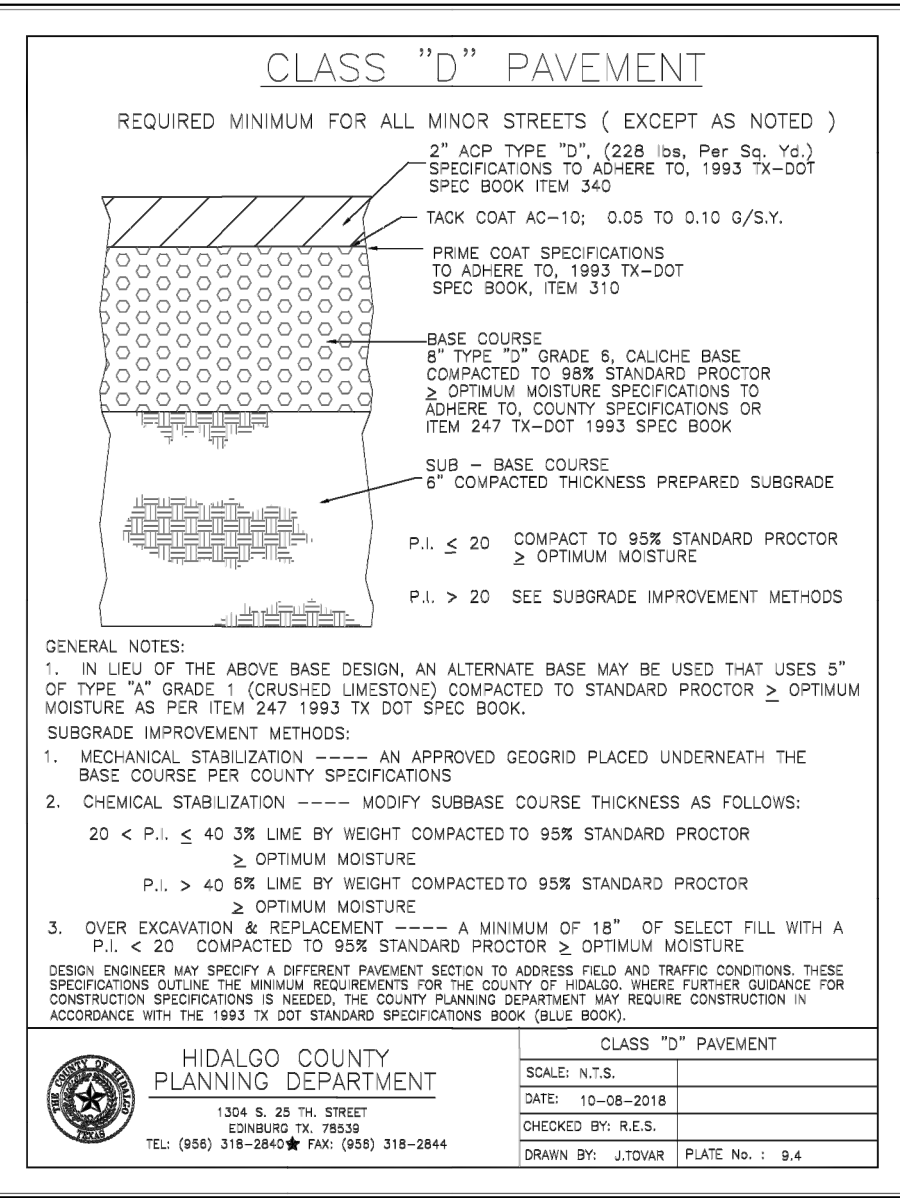 CLASS "D" PAVEMENT
REQUIRED MINIMUM FOR ALL MINOR STREETS ( EXCEPT AS NOTED )
2" ACP TYPE "D", (228 lbs, Per Sq. Yd.)
SPECIFICATIONS TO ADHERE TO, 1993 TX-DOT
SPEC BOOK ITEM 340
TACK COAT AC-10; 0.05 TO 0.10 G/S.Y.
PRIME COAT SPECIFICATIONS
TO ADHERE TO, 1993 TX-DOT
SPEC BOOK, ITEM 310
BASE COURSE
8" TYPE "D" GRADE 6, CALICHE BASE
COMPACTED TO 98% STANDARD PROCTOR
≥ OPTIMUM MOISTURE SPECIFICATIONS TO
ADHERE TO, COUNTY SPECIFICATIONS OR
ITEM 247 TX-DOT 1993 SPEC BOOK
SUB - BASE COURSE
6" COMPACTED THICKNESS PREPARED SUBGRADE
P.I. ≤ 20 COMPACT TO 95% STANDARD PROCTOR
≥ OPTIMUM MOISTURE
P.I. > 20 SEE SUBGRADE IMPROVEMENT METHODS
GENERAL NOTES:
1. IN LIEU OF THE ABOVE BASE DESIGN, AN ALTERNATE BASE MAY BE USED THAT USES 5"
OF TYPE "A" GRADE 1 (CRUSHED LIMESTONE) COMPACTED TO STANDARD PROCTOR ≥ OPTIMUM
MOISTURE AS PER ITEM 247 1993 TX DOT SPEC BOOK.
SUBGRADE IMPROVEMENT METHODS:
1. MECHANICAL STABILIZATION ---- AN APPROVED GEOGRID PLACED UNDERNEATH THE
BASE COURSE PER COUNTY SPECIFICATIONS
2. CHEMICAL STABILIZATION ---- MODIFY SUBBASE COURSE THICKNESS AS FOLLOWS:
20 < P.I. ≤ 40 3% LIME BY WEIGHT COMPACTED TO 95% STANDARD PROCTOR
≥ OPTIMUM MOISTURE
P.I. > 40 6% LIME BY WEIGHT COMPACTED TO 95% STANDARD PROCTOR
≥ OPTIMUM MOISTURE
3. OVER EXCAVATION & REPLACEMENT ---- A MINIMUM OF 18" OF SELECT FILL WITH A
P.I. < 20 COMPACTED TO 95% STANDARD PROCTOR ≥ OPTIMUM MOISTURE
DESIGN ENGINEER MAY SPECIFY A DIFFERENT PAVEMENT SECTION TO ADDRESS FIELD AND TRAFFIC CONDITIONS. THESE
SPECIFICATIONS OUTLINE THE MINIMUM REQUIREMENTS FOR THE COUNTY OF HIDALGO. WHERE FURTHER GUIDANCE FOR
CONSTRUCTION SPECIFICATIONS IS NEEDED, THE COUNTY PLANNING DEPARTMENT MAY REQUIRE CONSTRUCTION IN
ACCORDANCE WITH THE 1993 TX DOT STANDARD SPECIFICATIONS BOOK (BLUE BOOK).
THE COUNTY OF HIDALGO
TEXAS
HIDALGO COUNTY
PLANNING DEPARTMENT
1304 S. 25 TH. STREET
EDINBURG TX. 78539
TEL: (956) 318-2840★ FAX: (956) 318-2844
CLASS "D" PAVEMENT
SCALE: N.T.S.
DATE: 10-08-2018
CHECKED BY: R.E.S.
DRAWN BY: J.TOVAR
PLATE No. : 9.4